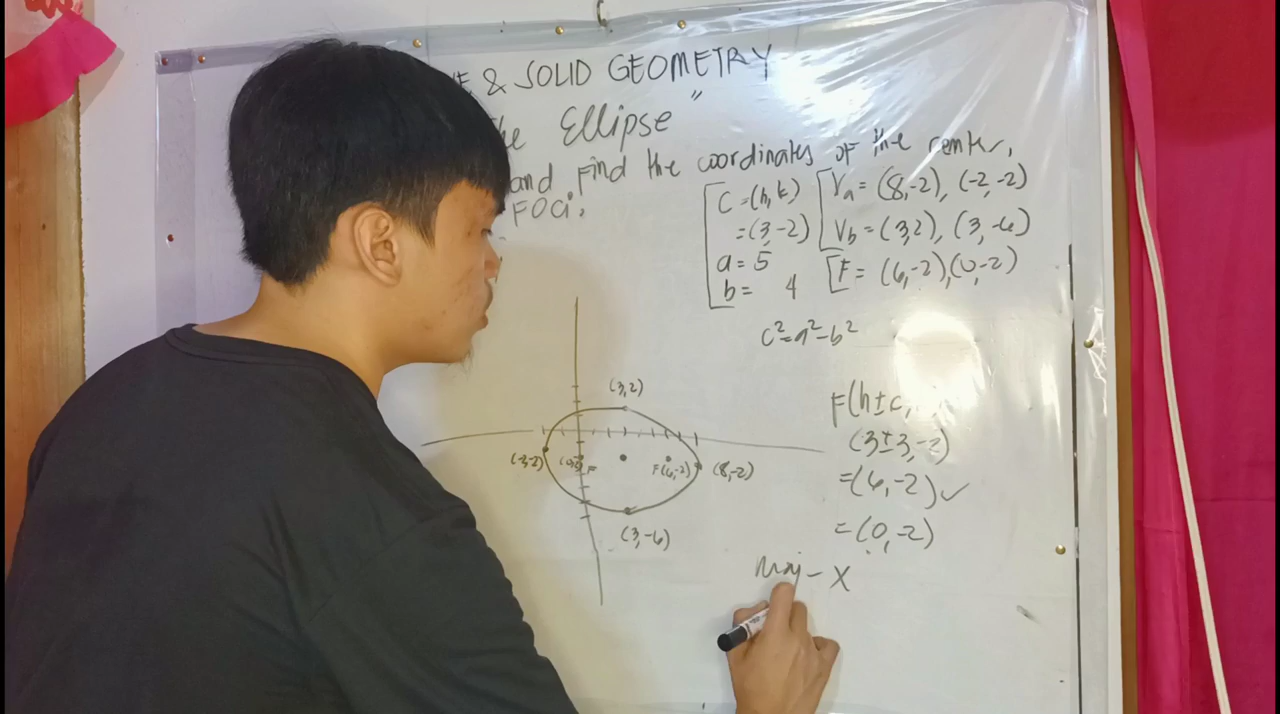 & SOLID GEOMETRY
"
Ellipse
and Find the coordinates of the center,
FOCi.
C = (h, k)
= (3, -2)
a = 5
b = 4
Va = (8, -2), (-2, -2)
Vb = (3, 2), (3, -6)
F = (6, -2), (0, -2)
c² = a² - b²
F(h ± c,
(3 ± 3, -2)
= (6, -2) ✓
= (0, -2)
(3, 2)
F
F(6, -2)
(8, -2)
(3, -6)
Maj - X